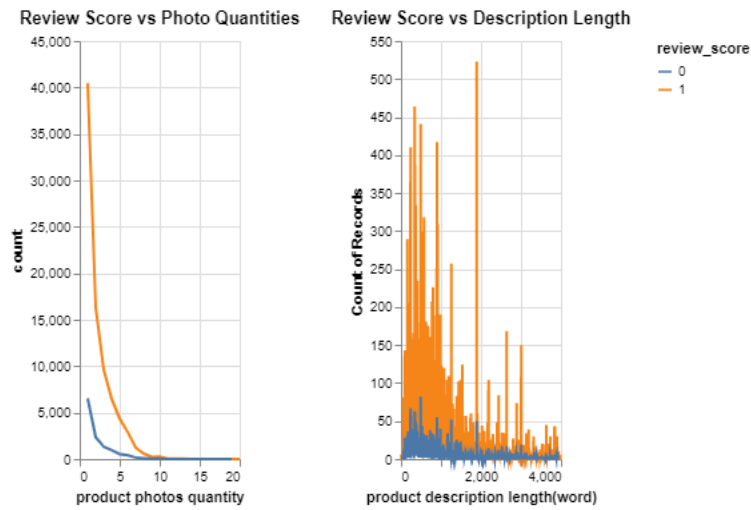 Review Score vs Photo Quantities
45,000
40,000
35,000
30,000
25,000
20,000
15,000
10,000
5,000
0
count
0 5 10 15 20
product photos quantity
Review Score vs Description Length
550
500
450
400
350
300
250
200
150
100
50
0
Count of Records
0 2,000 4,000
product description length(word)
review_score
0
1